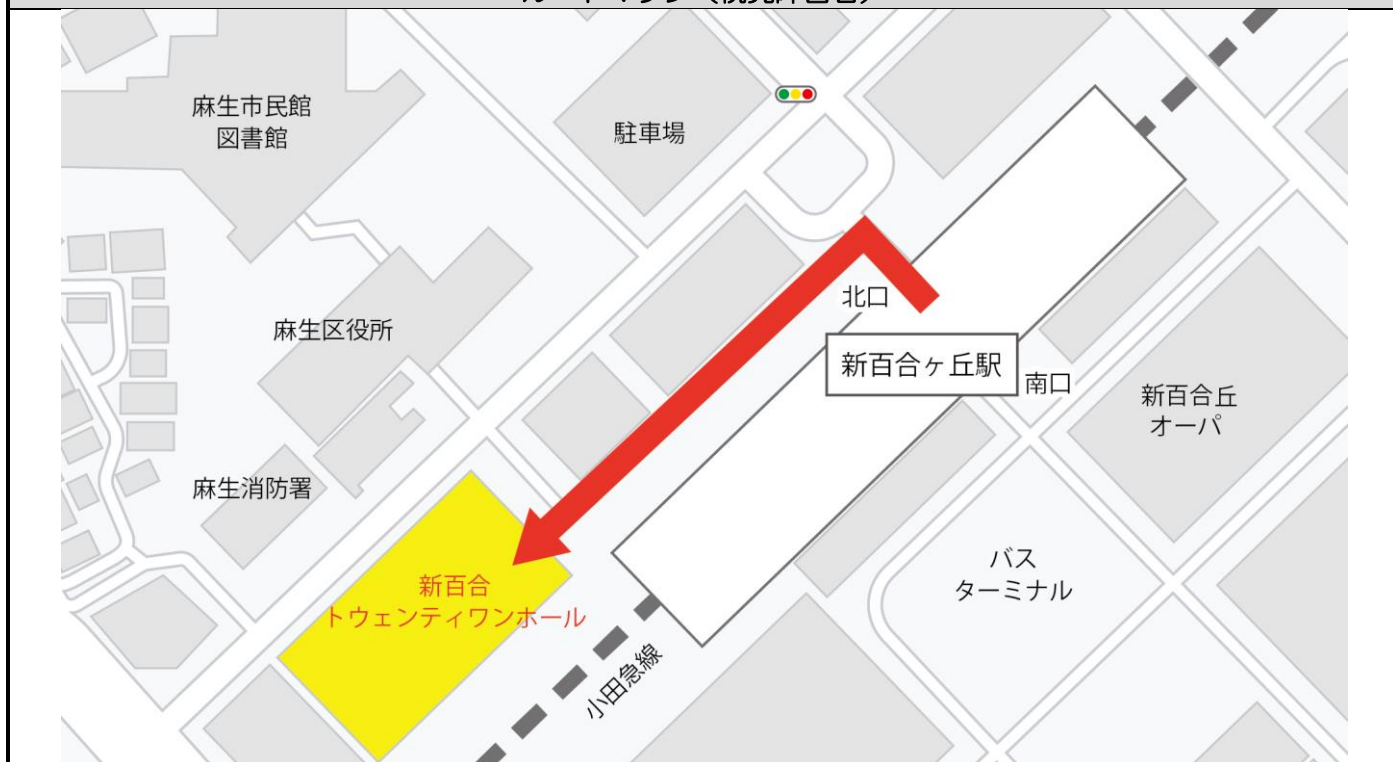 麻生市民館
図書館
駐車場
北口
麻生区役所
新百合ヶ丘駅
南口
新百合丘
オーパ
麻生消防署
バス
ターミナル
新百合
トウェンティワンホール
小田急線